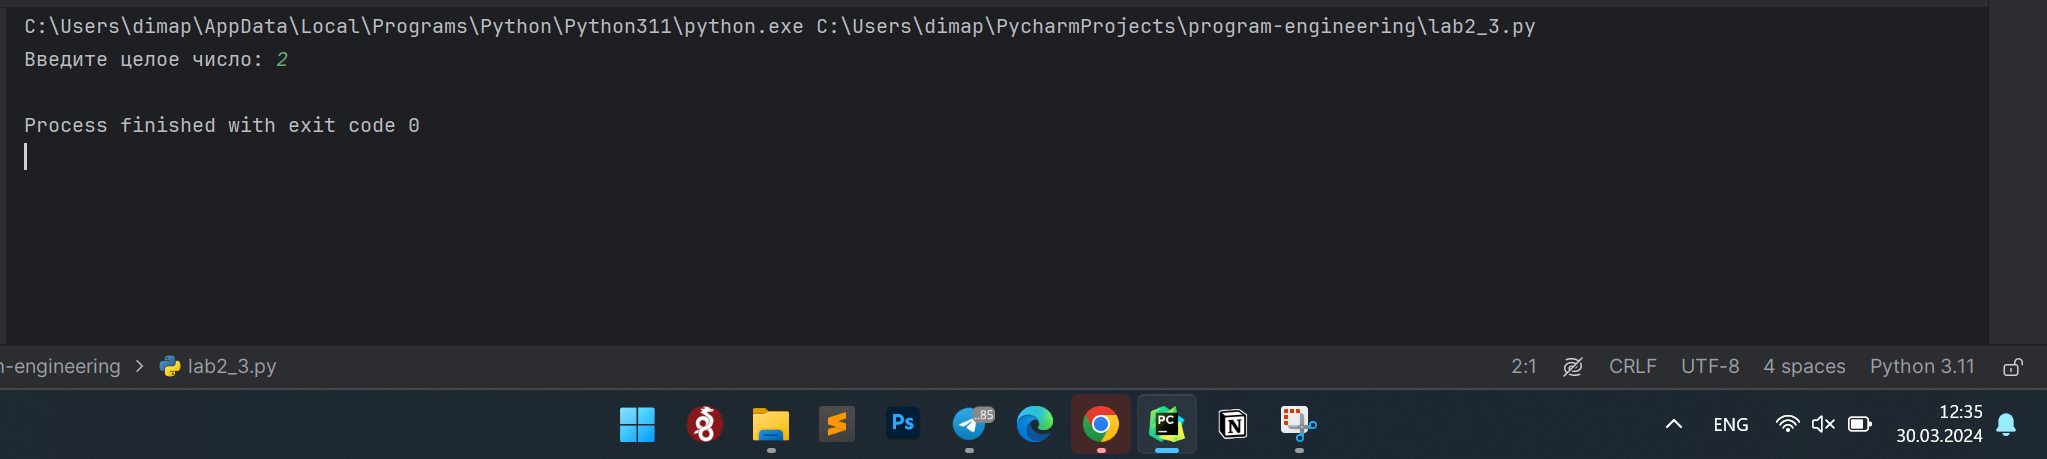 C:\Users\dimap\AppData\Local\Programs\Python\Python311\python.exe C:\Users\dimap\PycharmProjects\program-engineering\lab2_3.py
Введите целое число: 2
Process finished with exit code 0
-engineering > lab2_3.py
2:1 CRLF UTF-8 4 spaces Python 3.11
Ps ..85 PC N ENG 12:35
30.03.2024